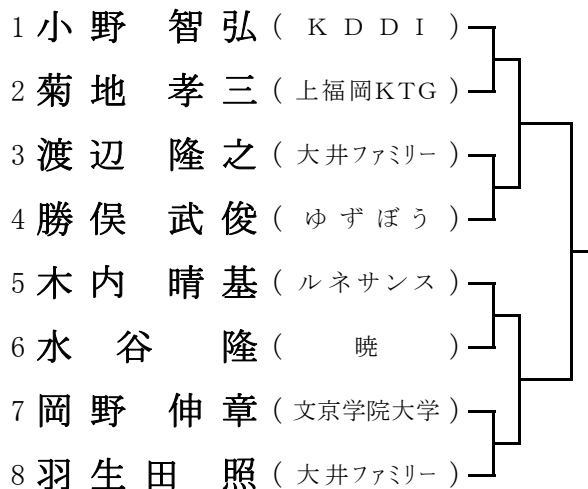 1 小野 智弘 ( KDDI )
2 菊地 孝三 ( 上福岡KTG )
3 渡辺 隆之 ( 大井ファミリー )
4 勝俣 武俊 ( ゆずぼう )
5 木内 晴基 ( ルネサンス )
6 水谷 隆 ( 暁 )
7 岡野 伸章 ( 文京学院大学 )
8 羽生田 照 ( 大井ファミリー )